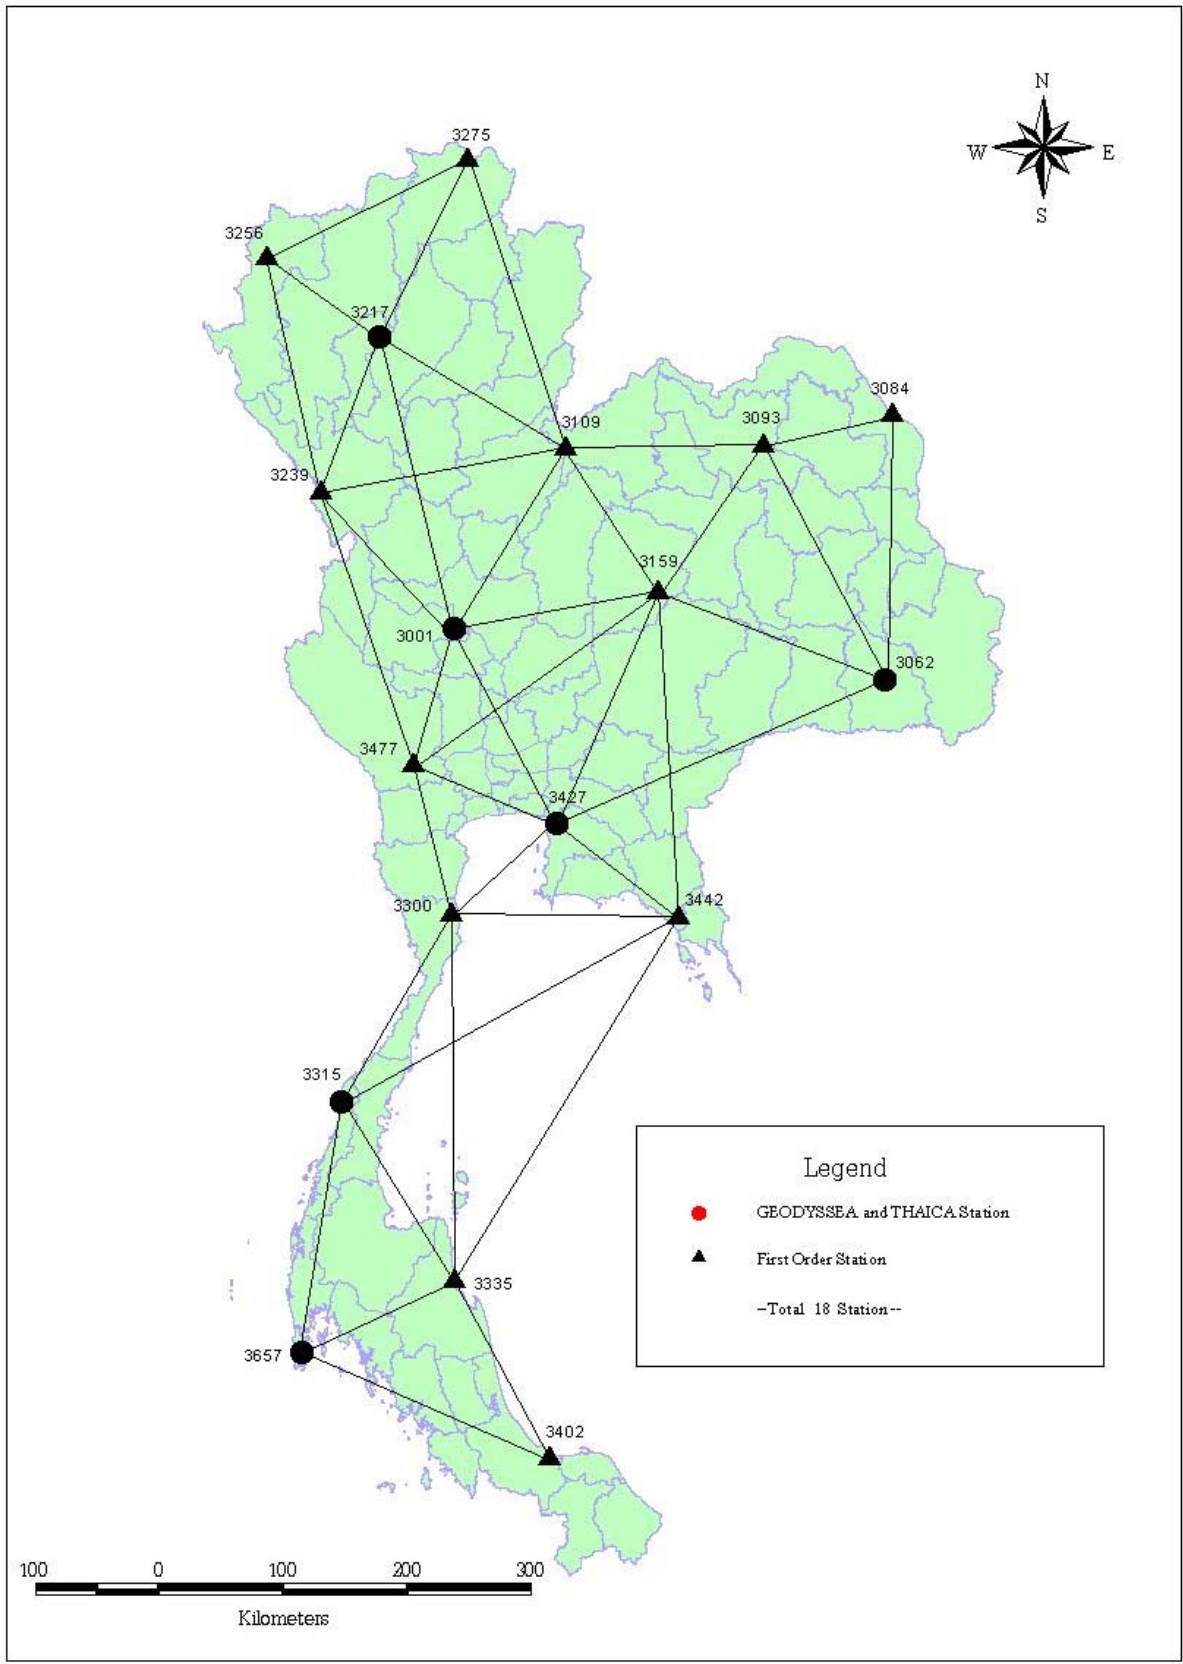 N
W E
S
3275
3256
3217
3084
3109
3093
3239
3159
3001
3062
3477
3427
3300
3442
3315
Legend
GEODYSSEA and THAICA Station
First Order Station
--Total 18 Station--
3335
3657
3402
100 0 100 200 300
Kilometers